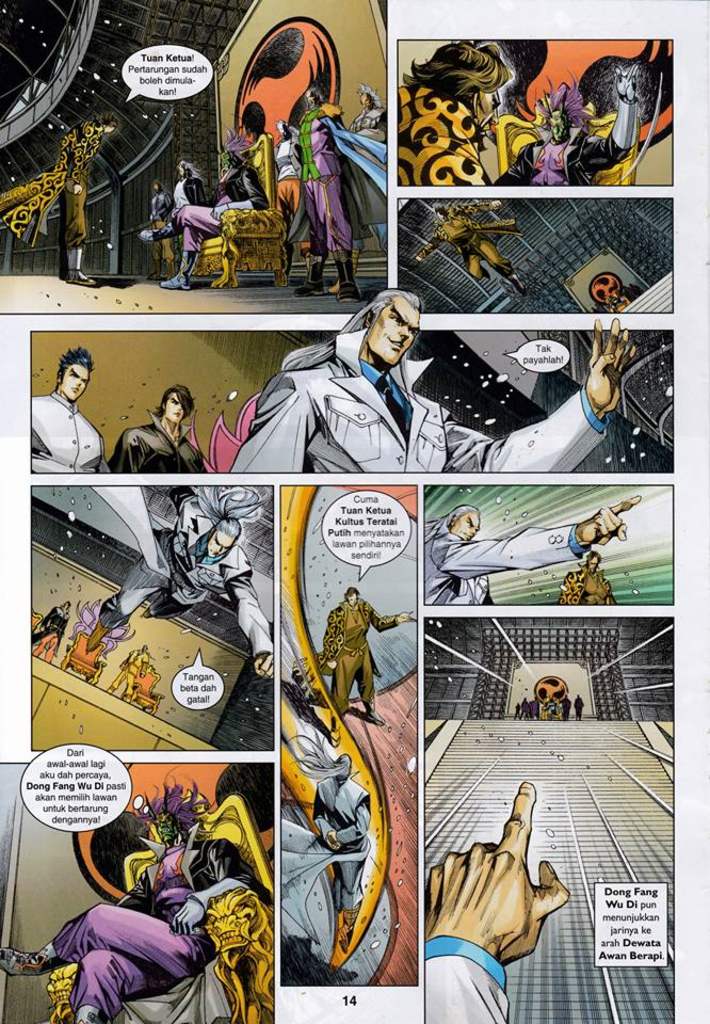 Tuan Ketua!
Pertarungan sudah
boleh dimula-
kan!
Tak
payahlah!
Tangan
beta dah
gatal!
Cuma
Tuan Ketua
Kultus Teratai
Putih menyatakan
lawan pilihannya
sendiri!
Dari
awal-awal lagi
aku dah percaya,
Dong Fang Wu Di pasti
akan memilih lawan
untuk bertarung
dengannya!
Dong Fang
Wu Di pun
menunjukkan
jarinya ke
arah Dewata
Awan Berapi.
14